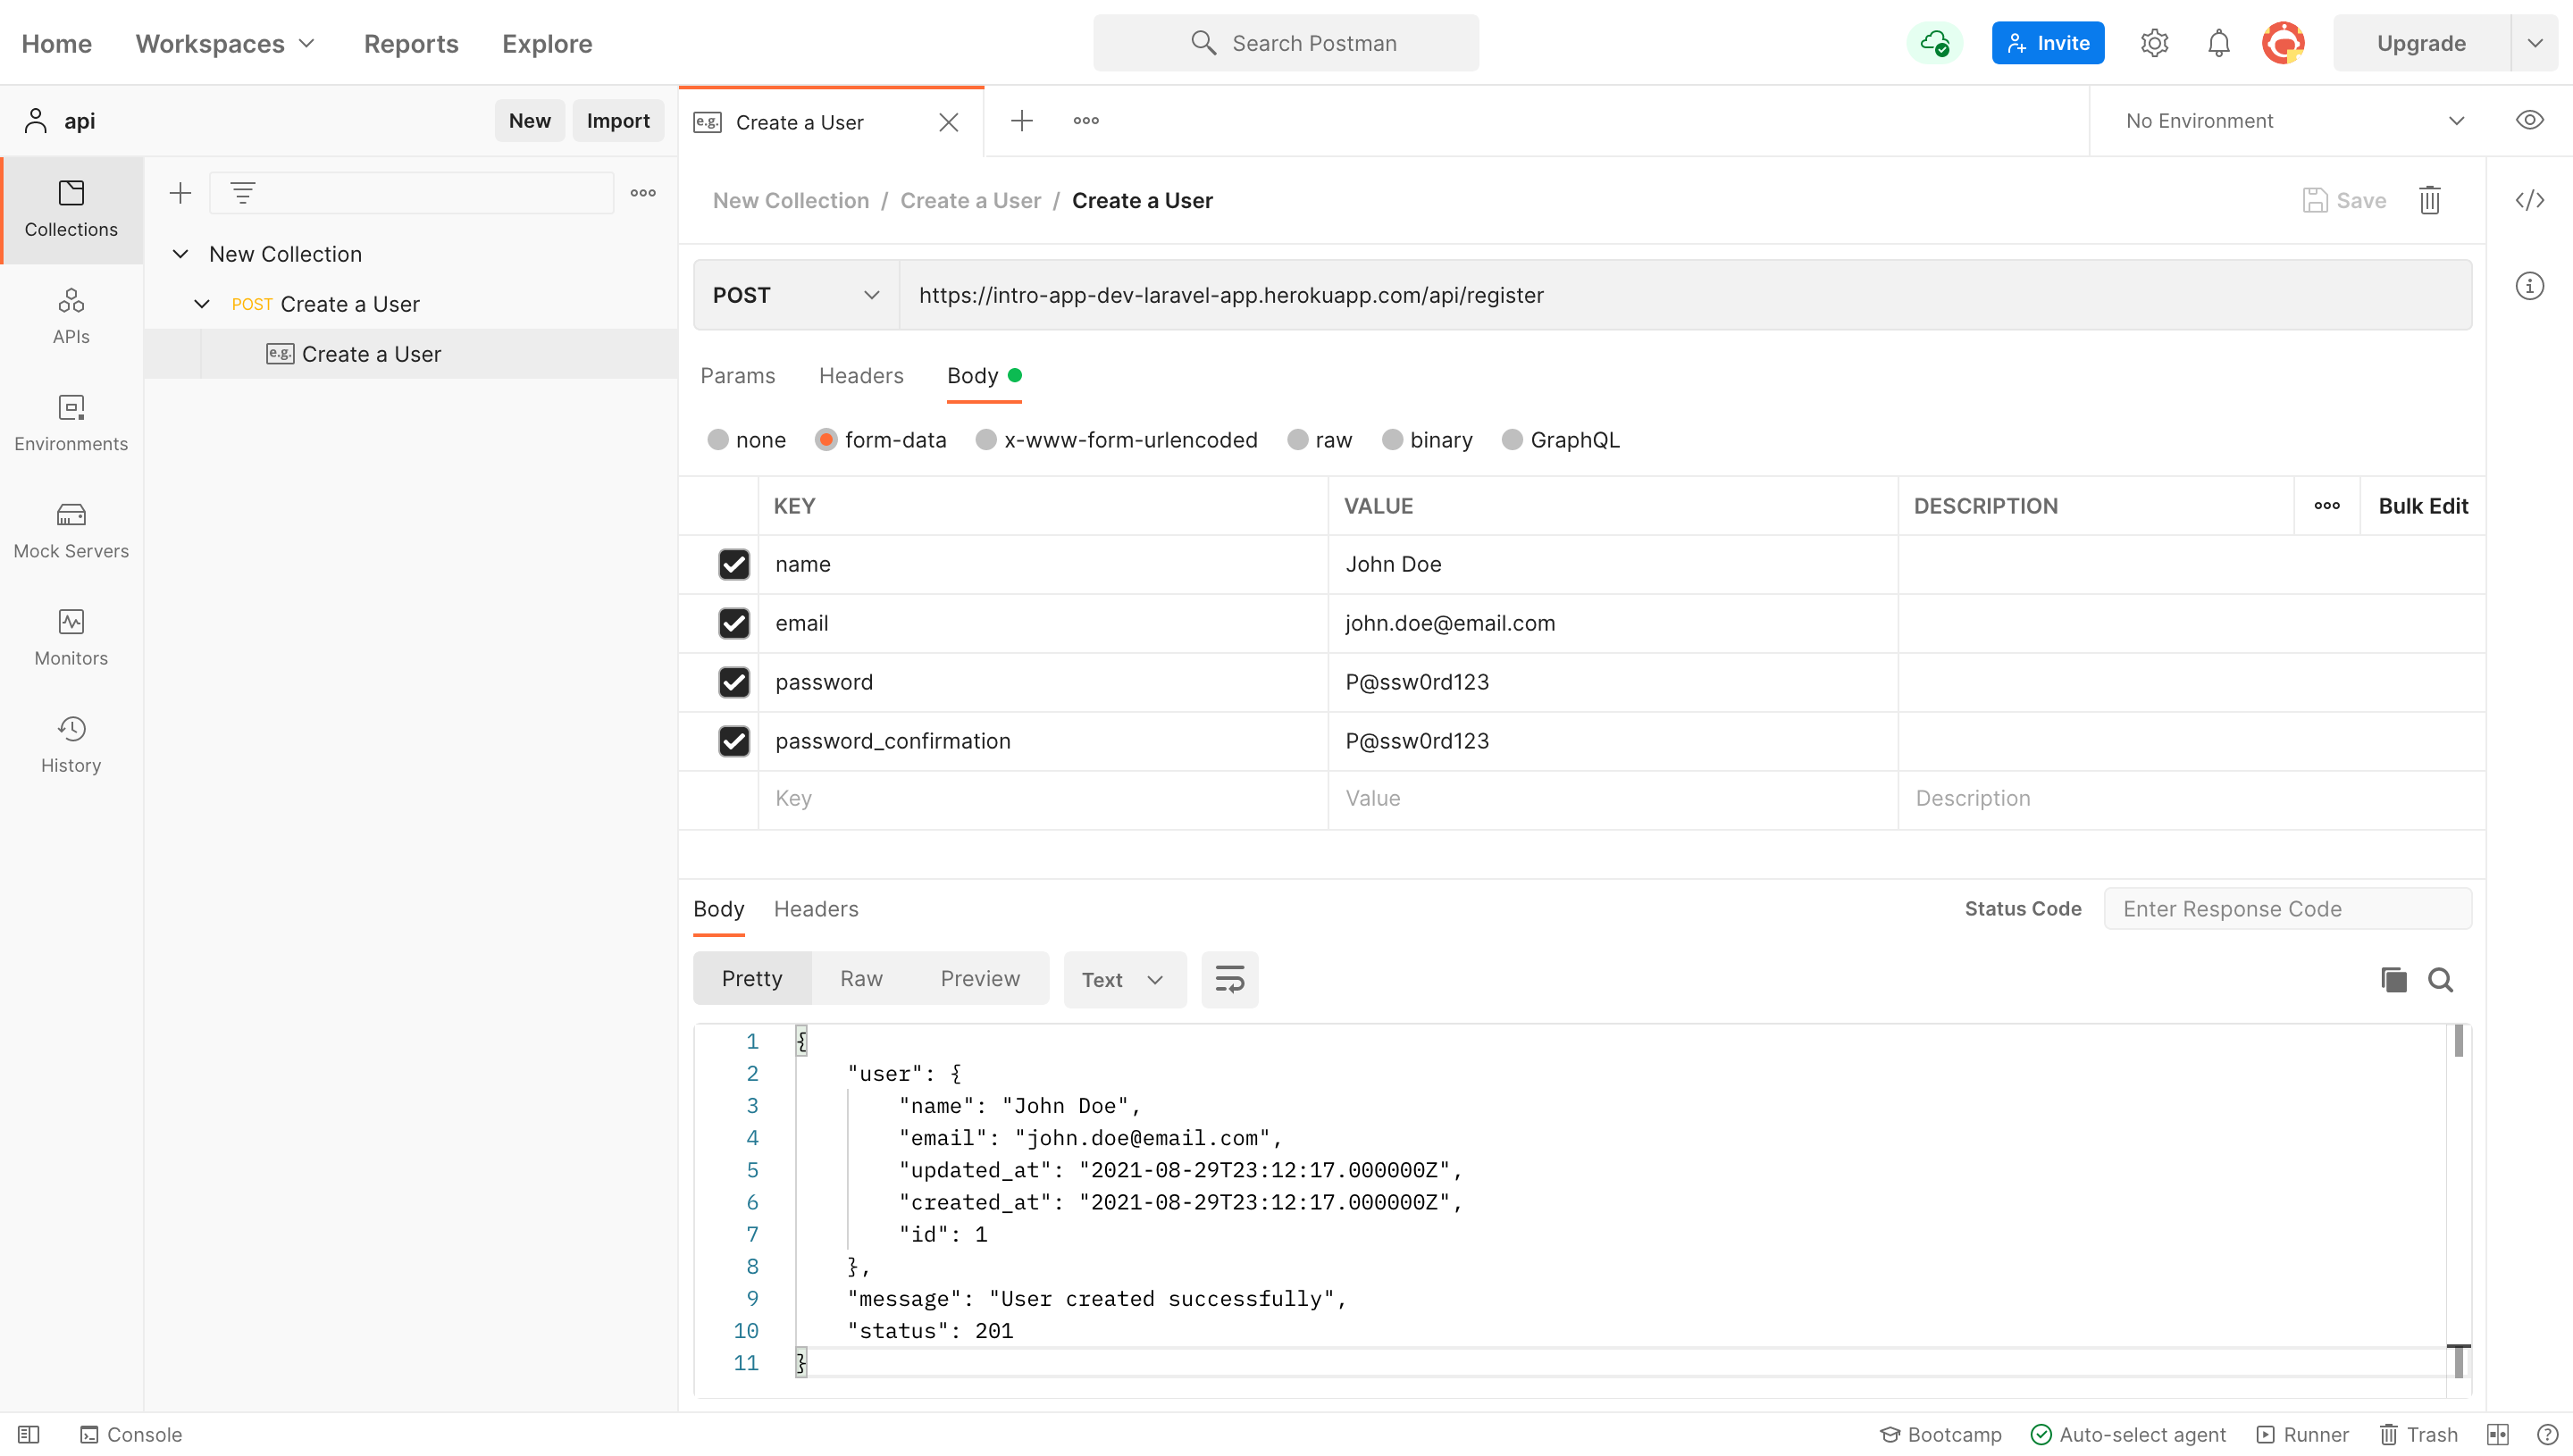 Home Workspaces Reports Explore Search Postman Invite Upgrade
api New Import e.g. Create a User No Environment
Collections
APIs
Environments
Mock Servers
Monitors
History
New Collection
POST Create a User
e.g. Create a User
New Collection / Create a User / Create a User Save
POST https://intro-app-dev-laravel-app.herokuapp.com/api/register
Params Headers Body
none form-data x-www-form-urlencoded raw binary GraphQL
KEY VALUE DESCRIPTION Bulk Edit
name John Doe
email john.doe@email.com
password P@ssw0rd123
password_confirmation P@ssw0rd123
Key Value Description
Body Headers Status Code Enter Response Code
Pretty Raw Preview Text
1 {
2 "user": {
3 "name": "John Doe",
4 "email": "john.doe@email.com",
5 "updated_at": "2021-08-29T23:12:17.000000Z",
6 "created_at": "2021-08-29T23:12:17.000000Z",
7 "id": 1
8 },
9 "message": "User created successfully",
10 "status": 201
11 }
Console Bootcamp Auto-select agent Runner Trash